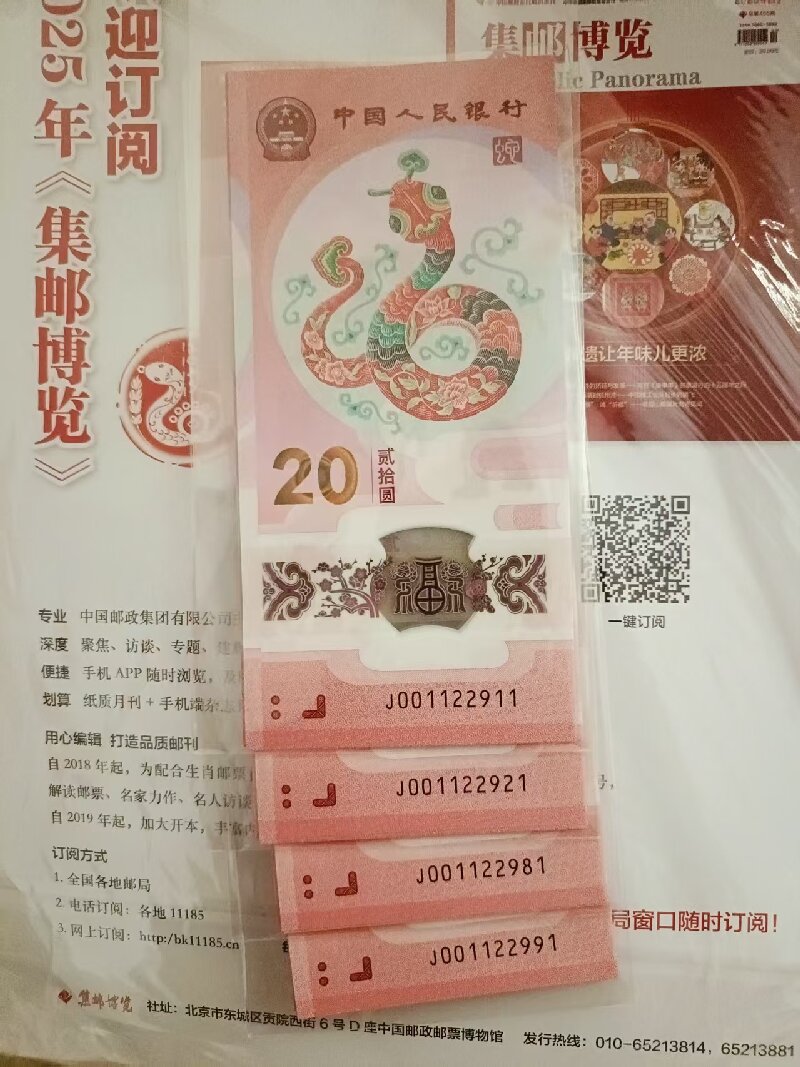 迎订阅
025年《集邮博览》
集邮博览
ic Panorama
中国人民银行
蛇
20
贰拾圆
福
遗让年味儿更浓
一键订阅
J001122911
J001122921
J001122981
J001122991
专业 中国邮政集团有限公司
深度 聚焦、访谈、专题、
便捷 手机APP随时浏览,
划算 纸质月刊+手机端杂志
用心编辑 打造品质邮刊
自2018年起,为配合生肖邮票
解读邮票、名家力作、名人访谈
自2019年起,加大开本,丰富内
订阅方式
1. 全国各地邮局
2. 电话订阅:各地11185
3. 网上订阅:http://bk11185.cn
号,
局窗口随时订阅!
集邮博览 社址:北京市东城区贡院西街6号D座中国邮政邮票博物馆 发行热线:010-65213814,65213881